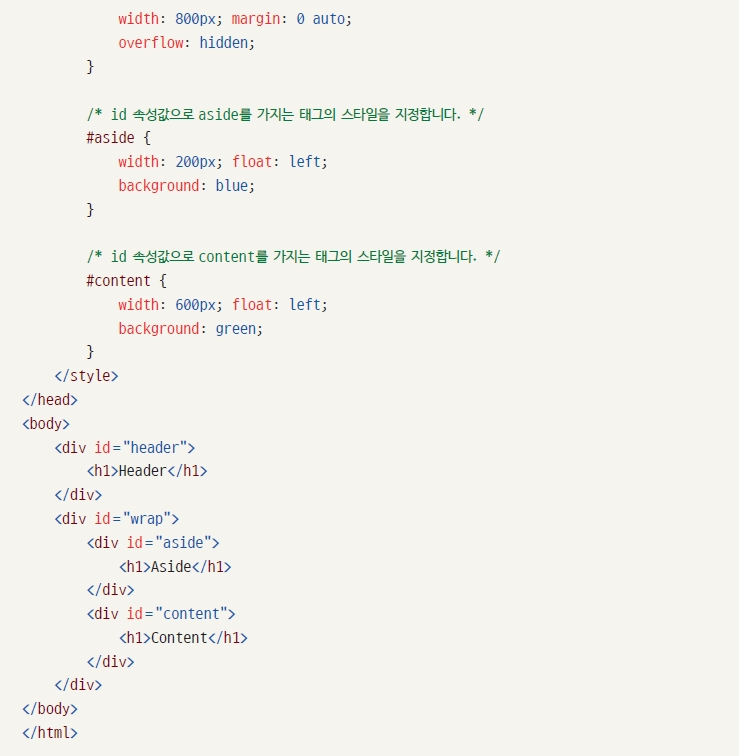 width: 800px; margin: 0 auto;
overflow: hidden;
}
/* id 속성값으로 aside를 가지는 태그의 스타일을 지정합니다. */
#aside {
width: 200px; float: left;
background: blue;
}
/* id 속성값으로 content를 가지는 태그의 스타일을 지정합니다. */
#content {
width: 600px; float: left;
background: green;
}
</style>
</head>
<body>
<div id="header">
<h1>Header</h1>
</div>
<div id="wrap">
<div id="aside">
<h1>Aside</h1>
</div>
<div id="content">
<h1>Content</h1>
</div>
</div>
</body>
</html>